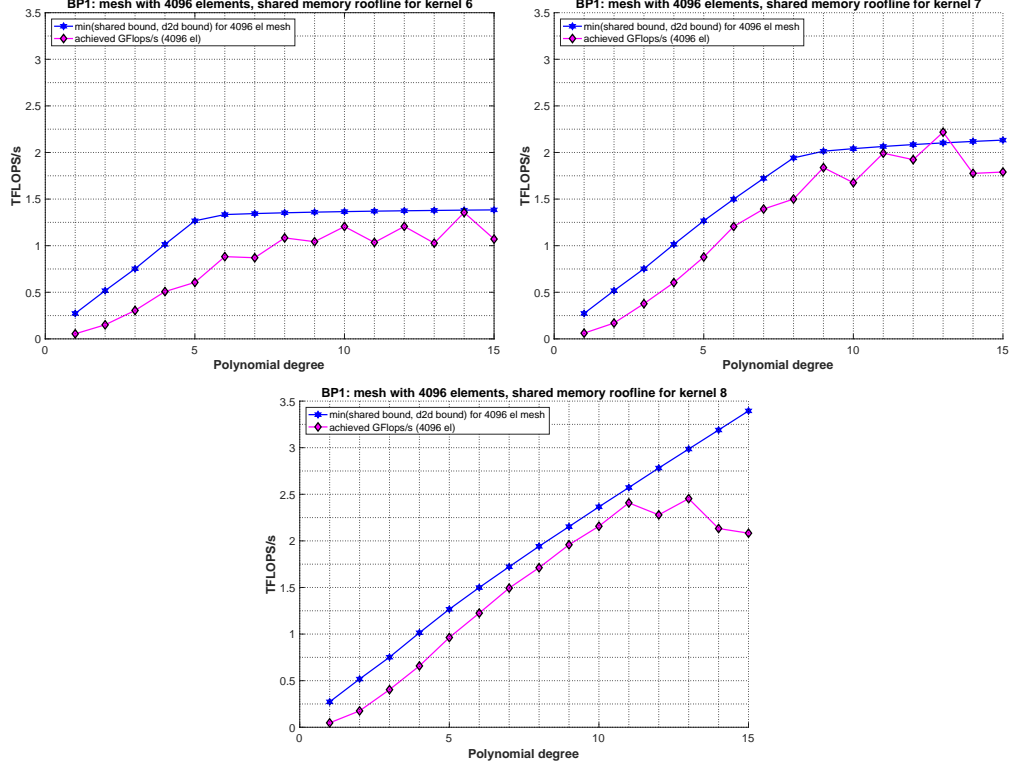 BP1: mesh with 4096 elements, shared memory roofline for kernel 6
3.5
3
2.5
2
1.5
1
0.5
0
TFLOPS/s
min(shared bound, d2d bound) for 4096 el mesh
achieved GFlops/s (4096 el)
0 5 10 15
Polynomial degree
BP1: mesh with 4096 elements, shared memory roofline for kernel 7
3.5
3
2.5
2
1.5
1
0.5
0
TFLOPS/s
min(shared bound, d2d bound) for 4096 el mesh
achieved GFlops/s (4096 el)
0 5 10 15
Polynomial degree
BP1: mesh with 4096 elements, shared memory roofline for kernel 8
3.5
3
2.5
2
1.5
1
0.5
0
TFLOPS/s
min(shared bound, d2d bound) for 4096 el mesh
achieved GFlops/s (4096 el)
0 5 10 15
Polynomial degree